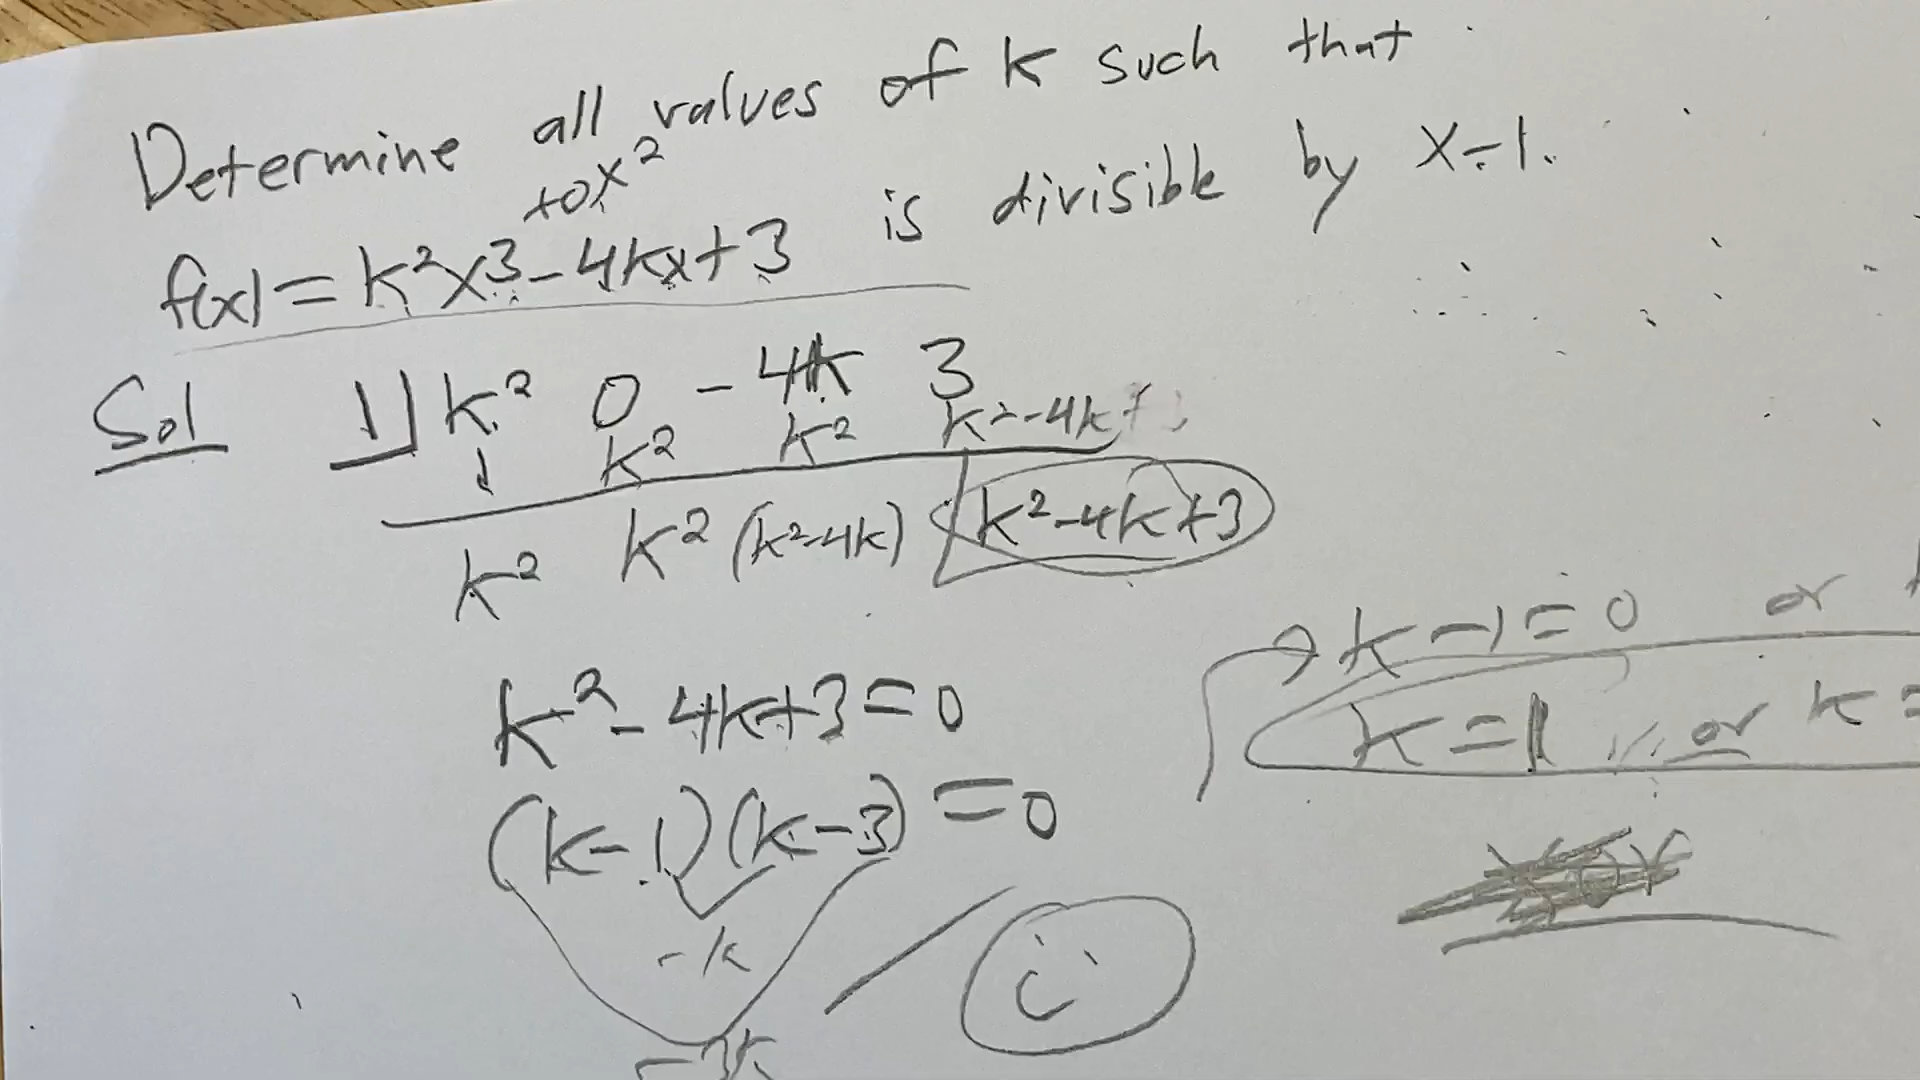 Determine all values of k such that
+0x²
f(x) = k²x3 - 4kx + 3 is divisible by x-1.
Sol 1 k² 0 - 4k 3
k² k² k²-4k
k² k² (k²-4k) k²-4k+3
k-1=0 or
k²-4k+3=0
k=1 or k=
(k-1)(k-3)=0
-k
-3k